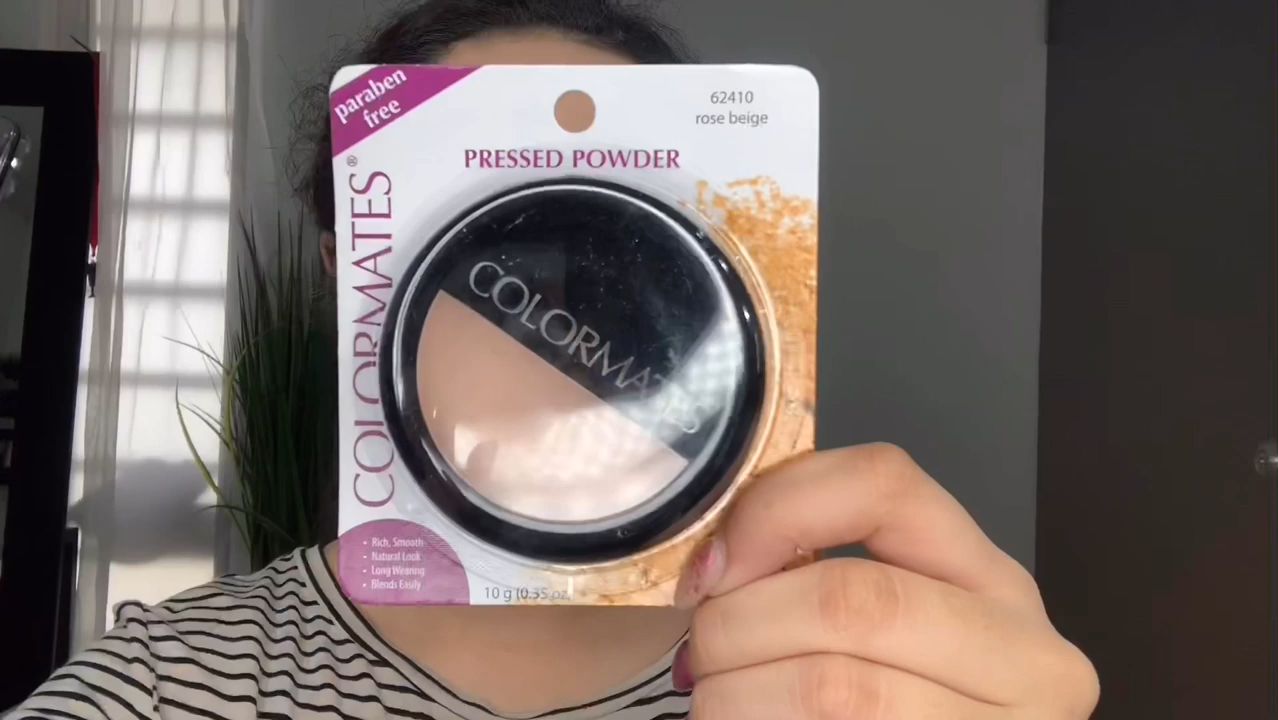 paraben
free
62410
rose beige
PRESSED POWDER
COLORMATES®
COLORMATES
• Rich, Smooth
• Natural Look
• Long Wearing
• Blends Easily
10 g (0.35 oz.